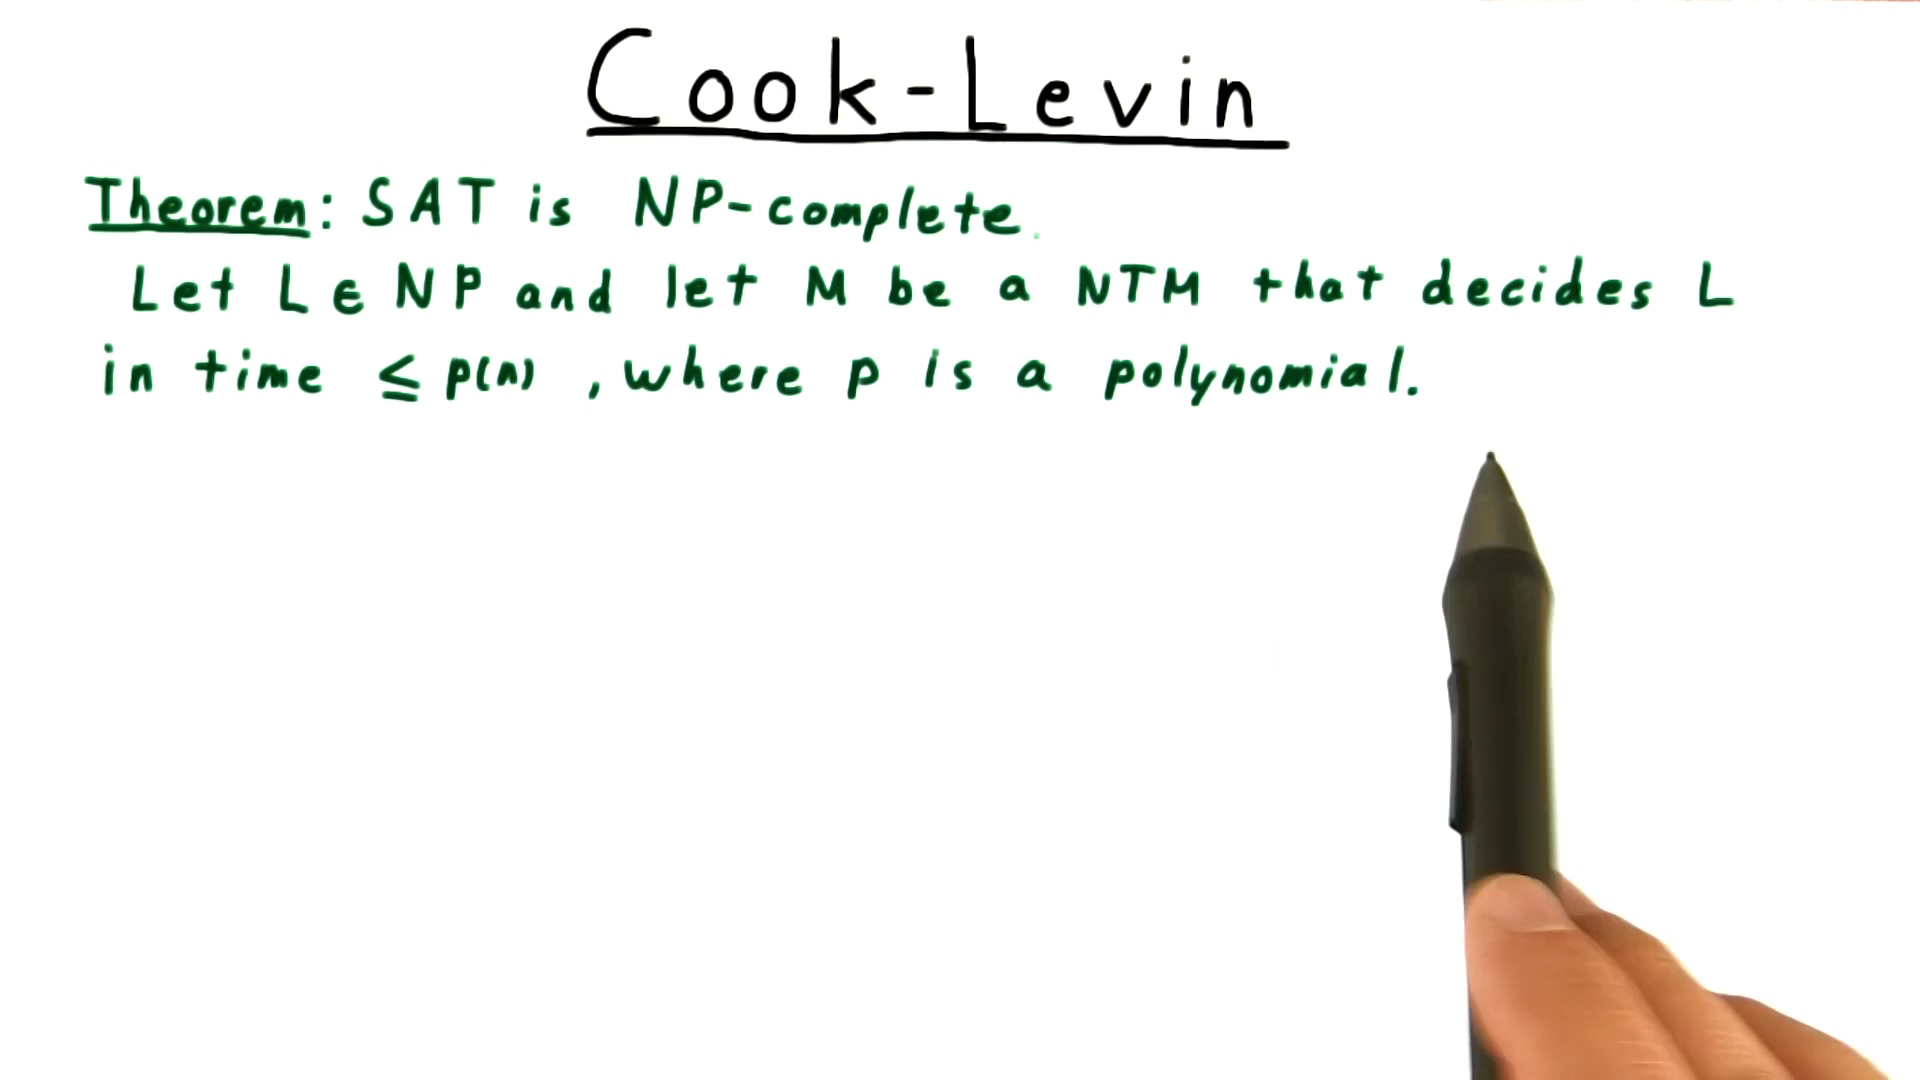 Cook-Levin
Theorem: SAT is NP-complete.
Let L ∈ NP and let M be a NTM that decides L
in time ≤ p(n), where p is a polynomial.